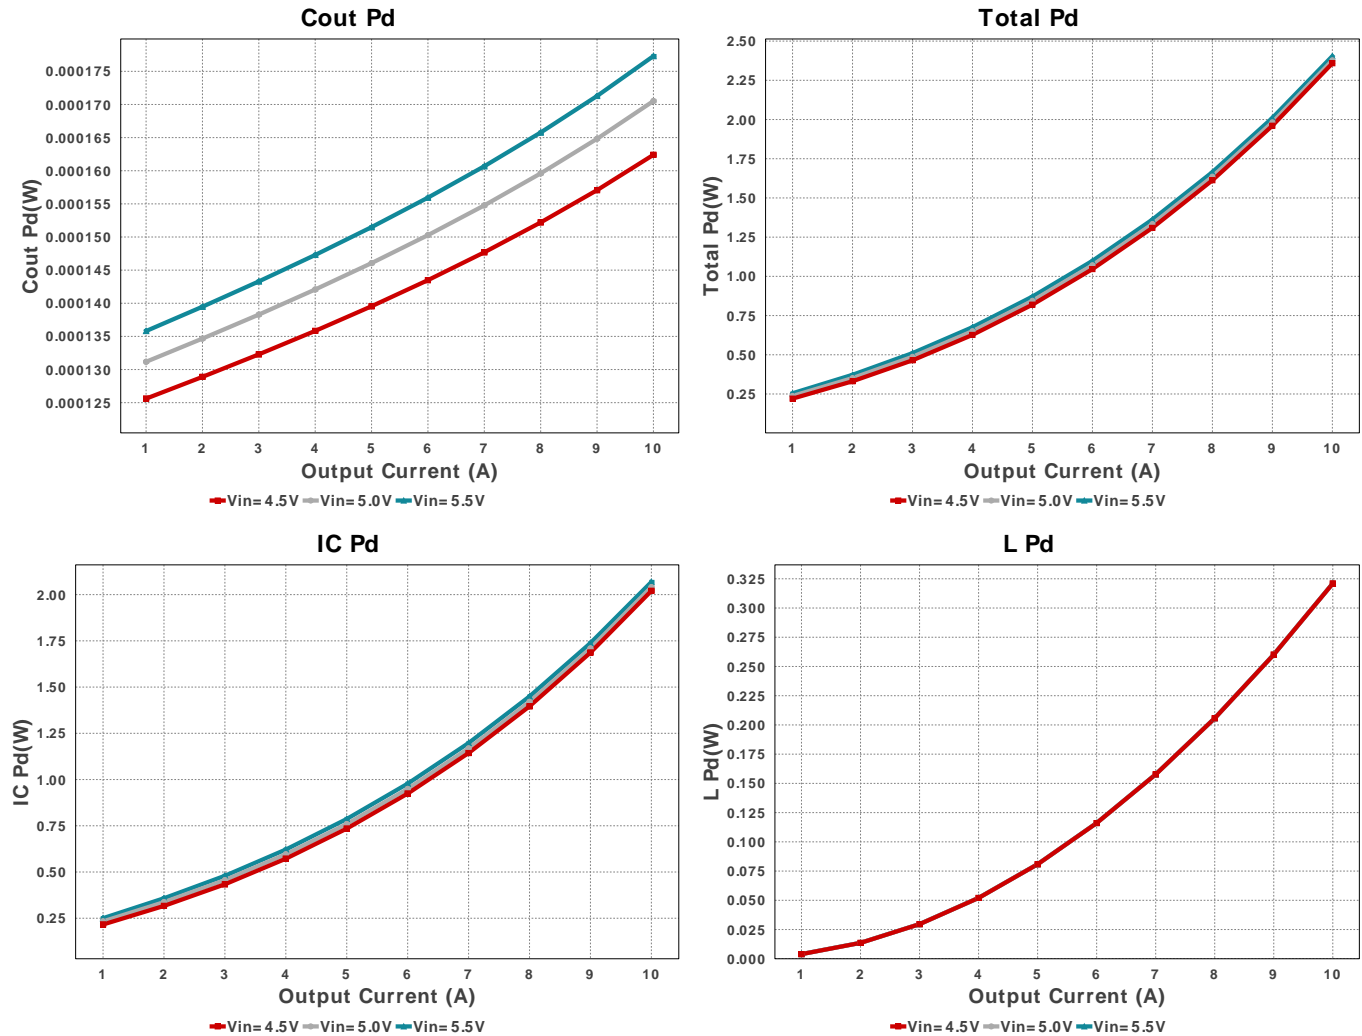 Cout Pd
0.000175
0.000170
0.000165
0.000160
0.000155
0.000150
0.000145
0.000140
0.000135
0.000130
0.000125
Cout Pd(W)
1 2 3 4 5 6 7 8 9 10
Output Current (A)
Vin=4.5V Vin=5.0V Vin=5.5V
Total Pd
2.50
2.25
2.00
1.75
1.50
1.25
1.00
0.75
0.50
0.25
Total Pd(W)
1 2 3 4 5 6 7 8 9 10
Output Current (A)
Vin=4.5V Vin=5.0V Vin=5.5V
IC Pd
2.00
1.75
1.50
1.25
1.00
0.75
0.50
0.25
IC Pd(W)
1 2 3 4 5 6 7 8 9 10
Output Current (A)
Vin=4.5V Vin=5.0V Vin=5.5V
L Pd
0.325
0.300
0.275
0.250
0.225
0.200
0.175
0.150
0.125
0.100
0.075
0.050
0.025
0.000
L Pd(W)
1 2 3 4 5 6 7 8 9 10
Output Current (A)
Vin=4.5V Vin=5.0V Vin=5.5V